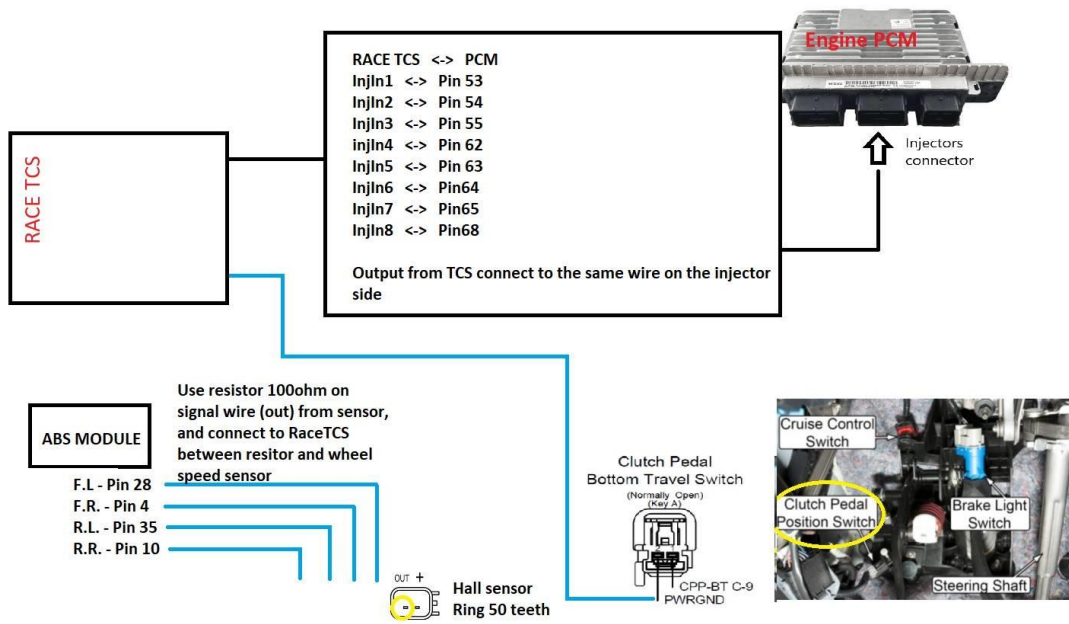 RACE TCS
RACE TCS <-> PCM
InjIn1 <-> Pin 53
InjIn2 <-> Pin 54
InjIn3 <-> Pin 55
injIn4 <-> Pin 62
InjIn5 <-> Pin 63
InjIn6 <-> Pin64
InjIn7 <-> Pin65
InjIn8 <-> Pin68
Output from TCS connect to the same wire on the injector
side
Engine PCM
Injectors
connector
Use resistor 100ohm on
signal wire (out) from sensor,
and connect to RaceTCS
between resitor and wheel
speed sensor
ABS MODULE
F.L - Pin 28
F.R. - Pin 4
R.L. - Pin 35
R.R. - Pin 10
OUT +
Hall sensor
Ring 50 teeth
Clutch Pedal
Bottom Travel Switch
(Normally Open)
(Key A)
CPP-BT C-9
PWRGND
Cruise Control
Switch
Clutch Pedal
Position Switch
Brake Light
Switch
Steering Shaft